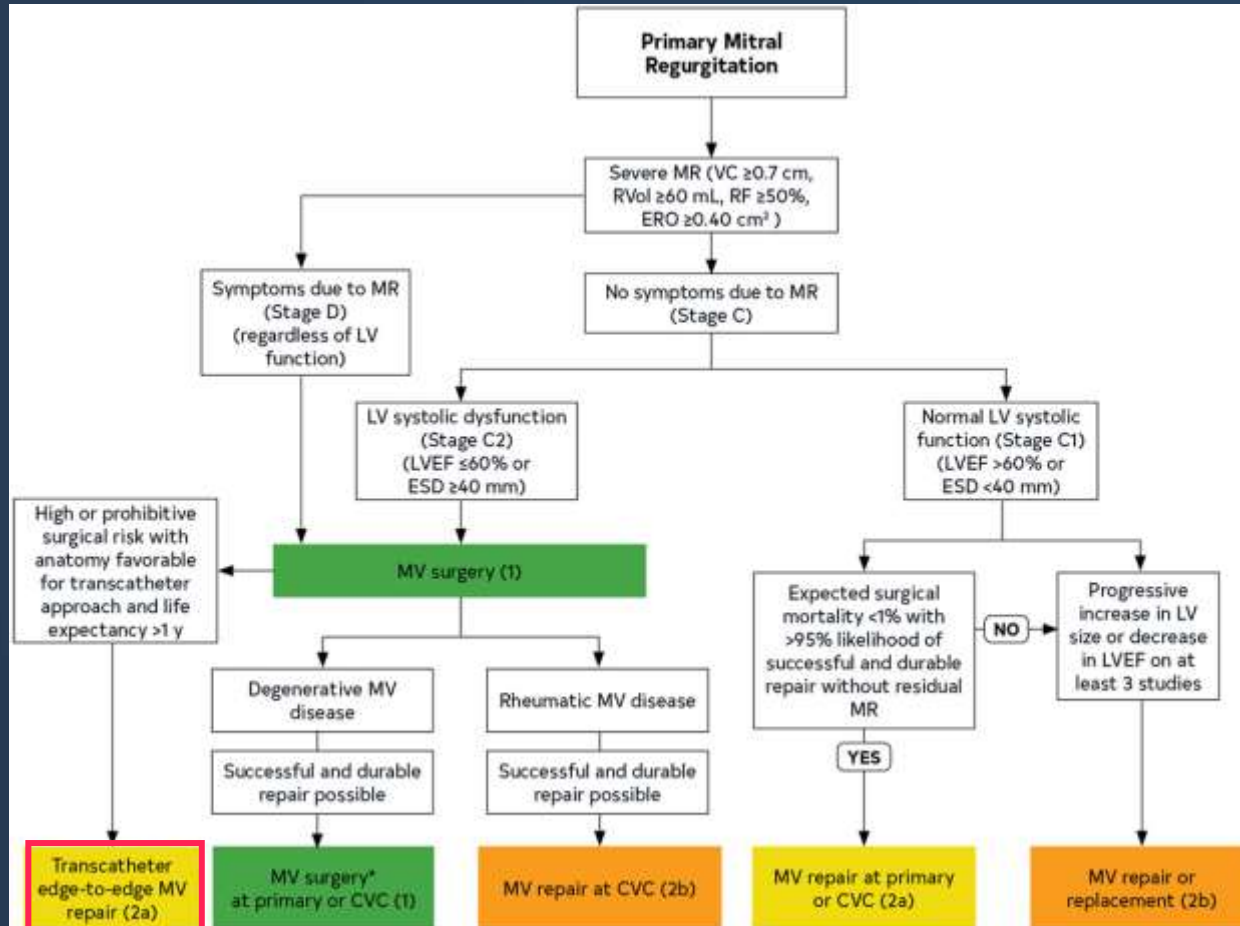 Primary Mitral
Regurgitation
Severe MR (VC ≥0.7 cm,
RVol ≥60 mL, RF ≥50%,
ERO ≥0.40 cm² )
Symptoms due to MR
(Stage D)
(regardless of LV
function)
No symptoms due to MR
(Stage C)
LV systolic dysfunction
(Stage C2)
(LVEF ≤60% or
ESD ≥40 mm)
Normal LV systolic
function (Stage C1)
(LVEF >60% or
ESD <40 mm)
High or prohibitive
surgical risk with
anatomy favorable
for transcatheter
approach and life
expectancy >1 y
MV surgery (1)
Expected surgical
mortality <1% with
>95% likelihood of
successful and durable
repair without residual
MR
NO
Progressive
increase in LV
size or decrease
in LVEF on at
least 3 studies
Degenerative MV
disease
Rheumatic MV disease
YES
Successful and durable
repair possible
Successful and durable
repair possible
Transcatheter
edge-to-edge MV
repair (2a)
MV surgery*
at primary or CVC (1)
MV repair at CVC (2b)
MV repair at primary
or CVC (2a)
MV repair or
replacement (2b)